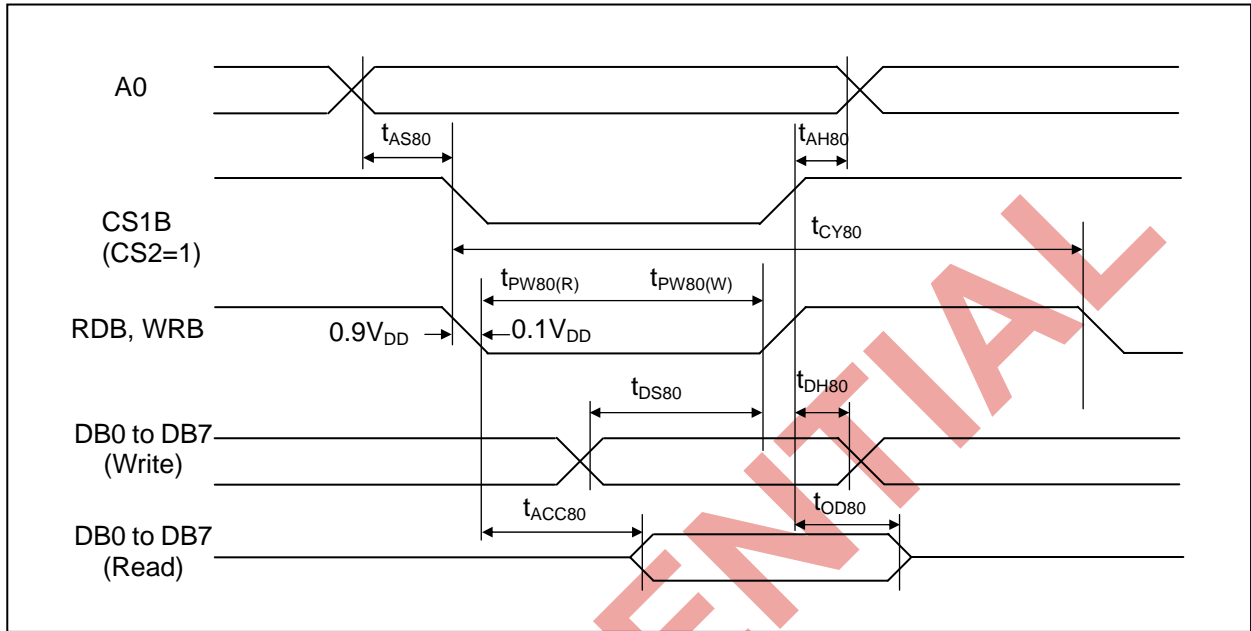 A0
tAS80
tAH80
CS1B
(CS2=1)
tCY80
tPW80(R)
tPW80(W)
RDB, WRB
0.9VDD
0.1VDD
tDS80
tDH80
DB0 to DB7
(Write)
tACC80
tOD80
DB0 to DB7
(Read)
ENTIAL